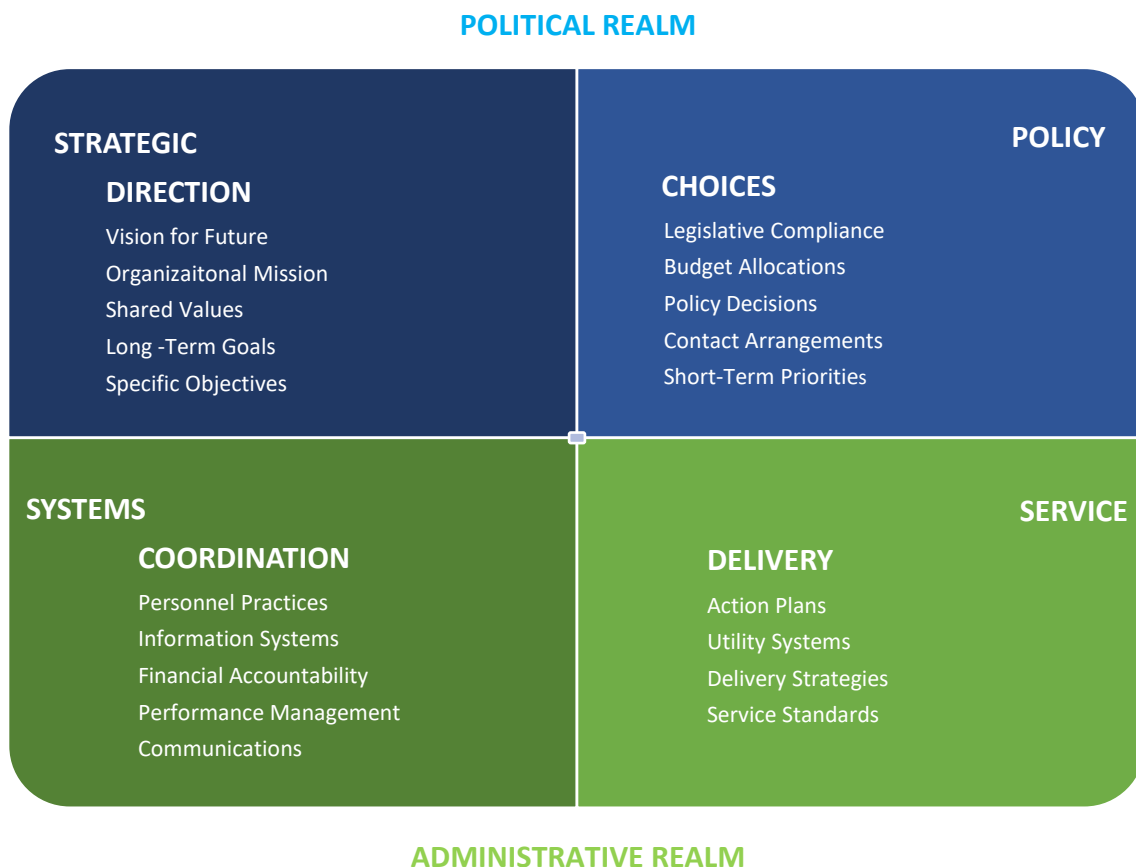 POLITICAL REALM
STRATEGIC
DIRECTION
Vision for Future
Organizaitonal Mission
Shared Values
Long -Term Goals
Specific Objectives
POLICY
CHOICES
Legislative Compliance
Budget Allocations
Policy Decisions
Contact Arrangements
Short-Term Priorities
SYSTEMS
COORDINATION
Personnel Practices
Information Systems
Financial Accountability
Performance Management
Communications
SERVICE
DELIVERY
Action Plans
Utility Systems
Delivery Strategies
Service Standards
ADMINISTRATIVE REALM